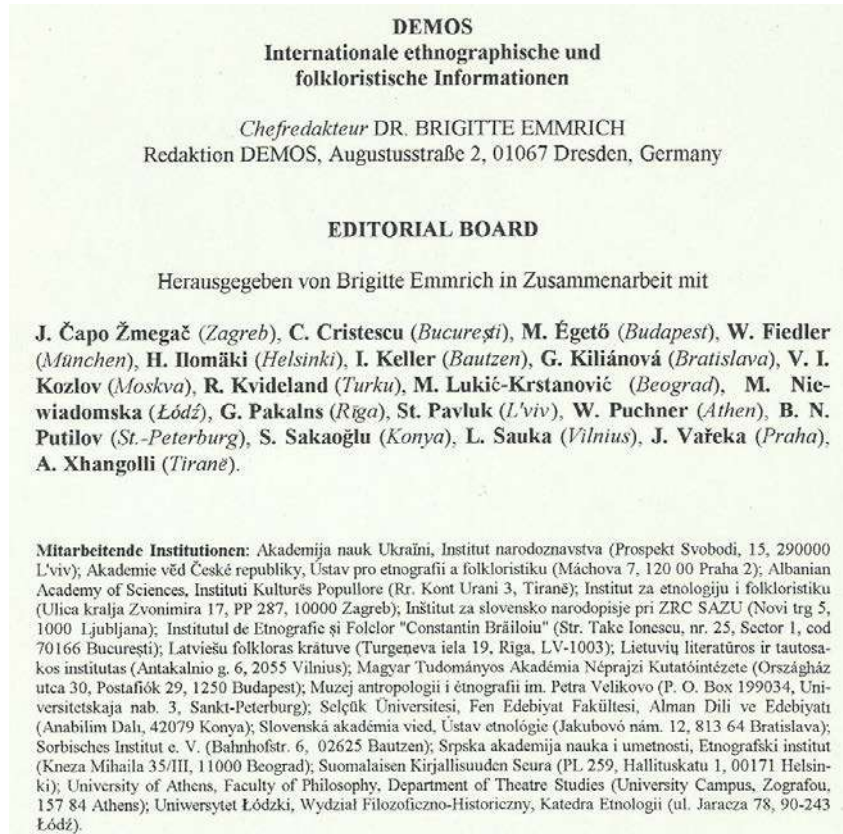 DEMOS
Internationale ethnographische und
folkloristische Informationen
Chefredakteur DR. BRIGITTE EMMRICH
Redaktion DEMOS, Augustusstraße 2, 01067 Dresden, Germany
EDITORIAL BOARD
Herausgegeben von Brigitte Emmrich in Zusammenarbeit mit
J. Čapo Žmegač (Zagreb), C. Cristescu (Bucureşti), M. Égető (Budapest), W. Fiedler
(München), H. Ilomäki (Helsinki), I. Keller (Bautzen), G. Kiliánová (Bratislava), V. I.
Kozlov (Moskva), R. Kvideland (Turku), M. Lukić-Krstanović (Beograd), M. Nie-
wiadomska (Łódź), G. Pakalns (Rīga), St. Pavluk (L'viv), W. Puchner (Athen), B. N.
Putilov (St.-Peterburg), S. Sakaoğlu (Konya), L. Sauka (Vilnius), J. Vařeka (Praha),
A. Xhangolli (Tiranë).
Mitarbeitende Institutionen: Akademija nauk Ukraïni, Institut narodoznavstva (Prospekt Svobodi, 15, 290000
L'viv); Akademie věd České republiky, Ústav pro etnografii a folkloristiku (Máchova 7, 120 00 Praha 2); Albanian
Academy of Sciences, Instituti Kulturës Popullore (Rr. Kont Urani 3, Tiranë); Institut za etnologiju i folkloristiku
(Ulica kralja Zvonimira 17, PP 287, 10000 Zagreb); Inštitut za slovensko narodopisje pri ZRC SAZU (Novi trg 5,
1000 Ljubljana); Institutul de Etnografie şi Folclor "Constantin Brăiloiu" (Str. Take Ionescu, nr. 25, Sector 1, cod
70166 Bucureşti); Latviešu folkloras krātuve (Turgeņeva iela 19, Rīga, LV-1003); Lietuvių literatūros ir tautosa-
kos institutas (Antakalnio g. 6, 2055 Vilnius); Magyar Tudományos Akadémia Néprajzi Kutatóintézete (Országház
utca 30, Postafiók 29, 1250 Budapest); Muzej antropologii i ėtnografii im. Petra Velikovo (P. O. Box 199034, Uni-
versitetskaja nab. 3, Sankt-Peterburg); Selçük Üniversitesi, Fen Edebiyat Fakültesi, Alman Dili ve Edebiyatı
(Anabilim Dalı, 42079 Konya); Slovenská akadémia vied, Ústav etnológie (Jakubovo nám. 12, 813 64 Bratislava);
Sorbisches Institut e. V. (Bahnhofstr. 6, 02625 Bautzen); Srpska akademija nauka i umetnosti, Etnografski institut
(Kneza Mihaila 35/III, 11000 Beograd); Suomalaisen Kirjallisuuden Seura (PL 259, Hallituskatu 1, 00171 Helsin-
ki); University of Athens, Faculty of Philosophy, Department of Theatre Studies (University Campus, Zografou,
157 84 Athens); Uniwersytet Łódzki, Wydział Filozoficzno-Historiczny, Katedra Etnologii (ul. Jaracza 78, 90-243
Łódź).